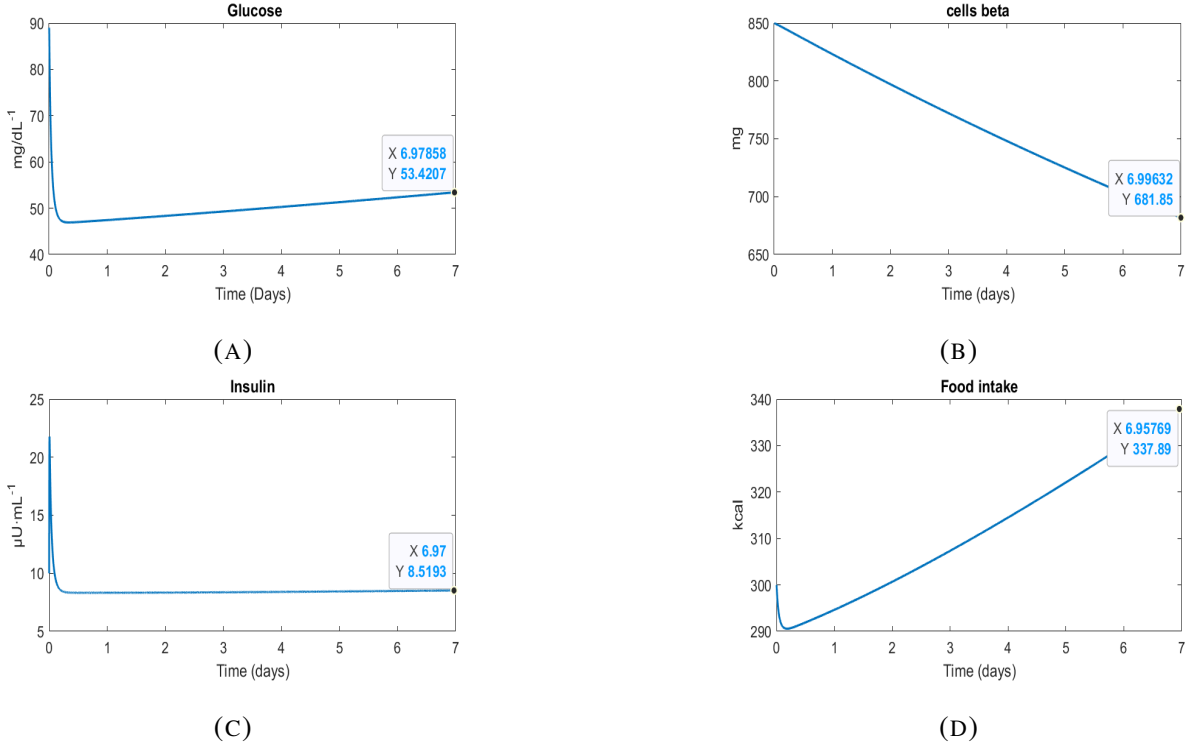 Glucose
90
80
70
60
50
40
mg/dL⁻¹
X 6.97858
Y 53.4207
0 1 2 3 4 5 6 7
Time (Days)
(A)
cells beta
850
800
750
700
650
mg
X 6.99632
Y 681.85
0 1 2 3 4 5 6 7
Time (days)
(B)
Insulin
25
20
15
10
5
µU·mL⁻¹
X 6.97
Y 8.5193
0 1 2 3 4 5 6 7
Time (days)
(C)
Food intake
340
330
320
310
300
290
kcal
X 6.95769
Y 337.89
0 1 2 3 4 5 6 7
Time (days)
(D)